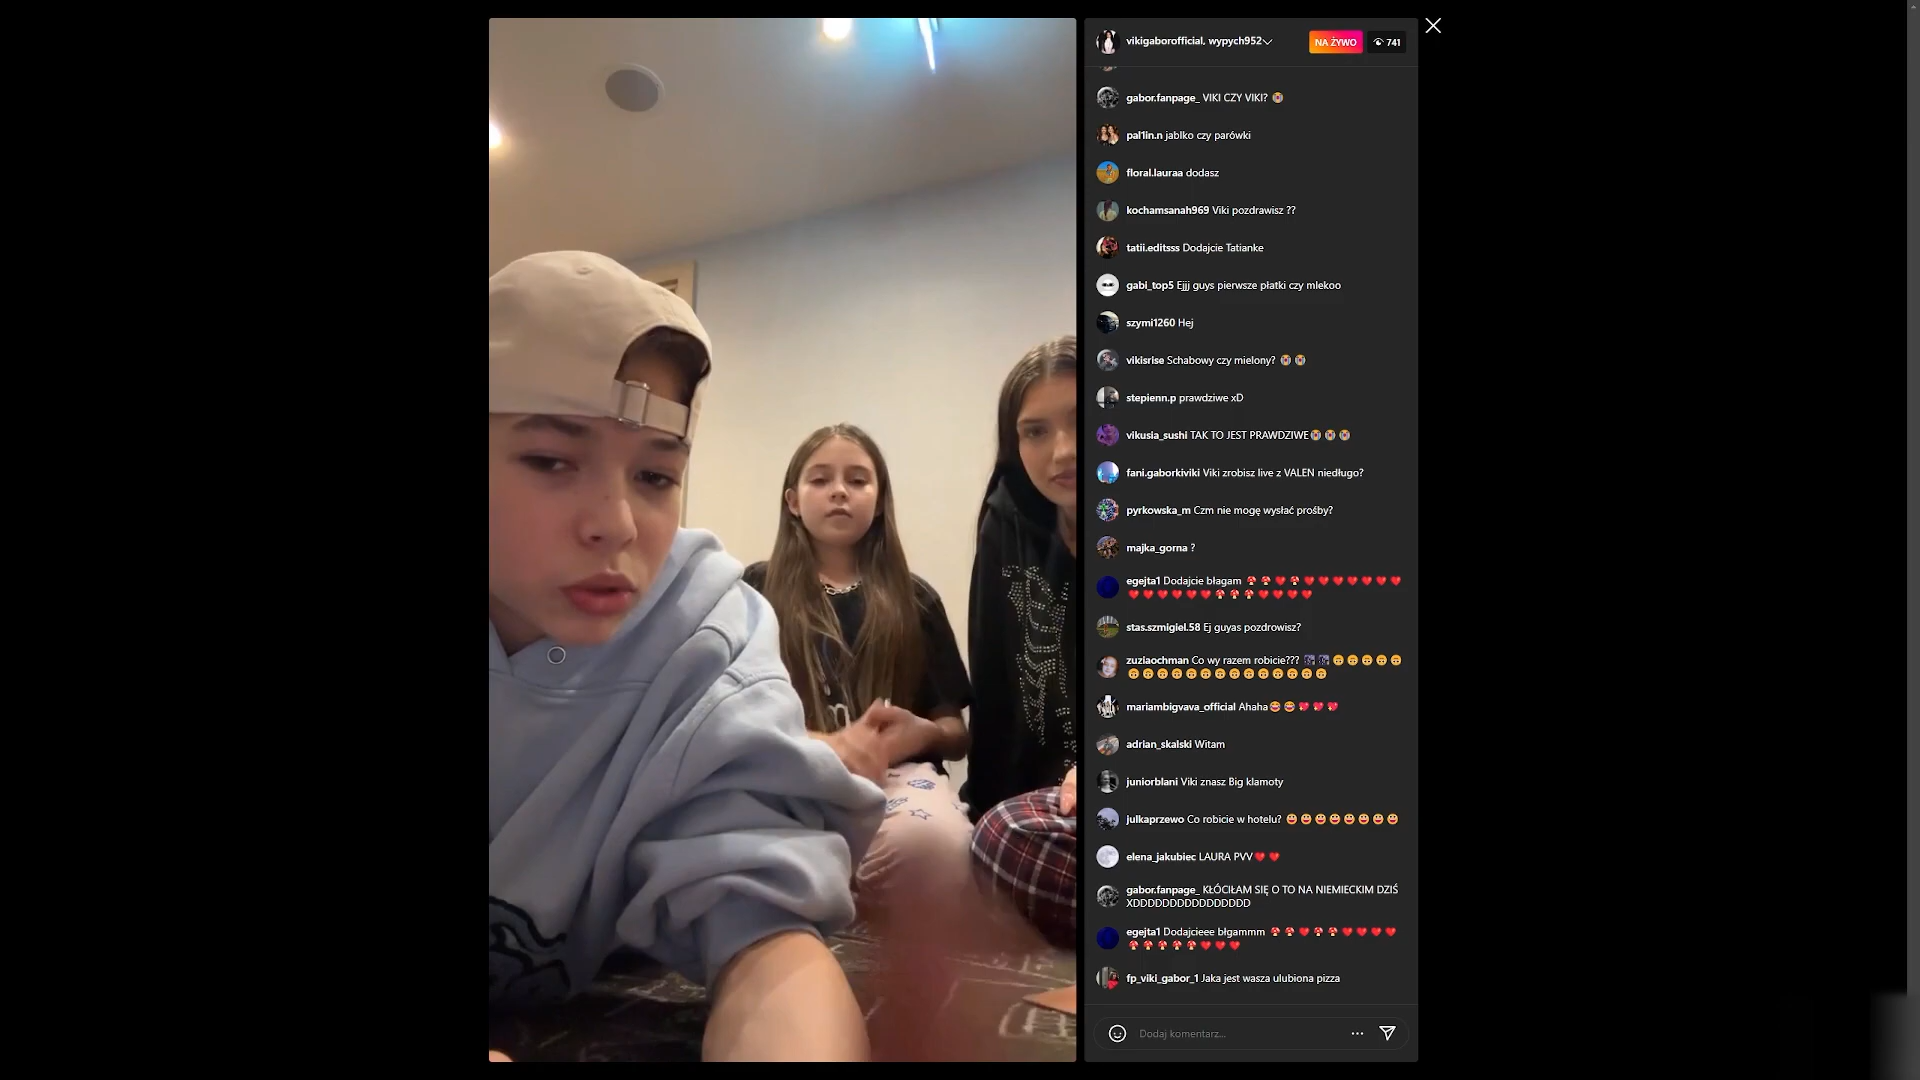 vikigaborofficial, wypych952
NA ŻYWO
741
gabor.fanpage_ VIKI CZY VIKI? 😭
pal1in.n jablko czy parówki
floral.lauraa dodasz
kochamsanah969 Viki pozdrawisz ??
tatii.editsss Dodajcie Tatianke
gabi_top5 Ejjj guys pierwsze płatki czy mlekoo
szymi1260 Hej
vikisrise Schabowy czy mielony? 😭😭
stepienn.p prawdziwe xD
vikusia_sushi TAK TO JEST PRAWDZIWE😭😭😭
fani.gaborkiviki Viki zrobisz live z VALEN niedługo?
pyrkowska_m Czm nie mogę wysłać prośby?
majka_gorna ?
egejta1 Dodajcie błagam 🍄🍄❤️🍄❤️❤️❤️❤️❤️❤️❤️
❤️❤️❤️❤️❤️❤️🍄🍄🍄❤️❤️❤️❤️
stas.szmigiel.58 Ej guyas pozdrowisz?
zuziaochman Co wy razem robicie??? 🎆🎆🙃🙃🙃🙃🙃
🙃🙃🙃🙃🙃🙃🙃🙃🙃🙃🙃🙃🙃🙃
mariambigvava_official Ahaha😂😂💖💖💖
adrian_skalski Witam
juniorblani Viki znasz Big klamoty
julkaprzewo Co robicie w hotelu? 😀😀😀😀😀😀😀😀
elena_jakubiec LAURA PVV❤️❤️
gabor.fanpage_ KŁÓCIŁAM SIĘ O TO NA NIEMIECKIM DZIŚ
XDDDDDDDDDDDDDDDD
egejta1 Dodajcieee błgammm 🍄🍄❤️🍄🍄❤️❤️❤️❤️
🍄🍄🍄🍄🍄❤️❤️❤️
fp_viki_gabor_1 Jaka jest wasza ulubiona pizza
Dodaj komentarz...